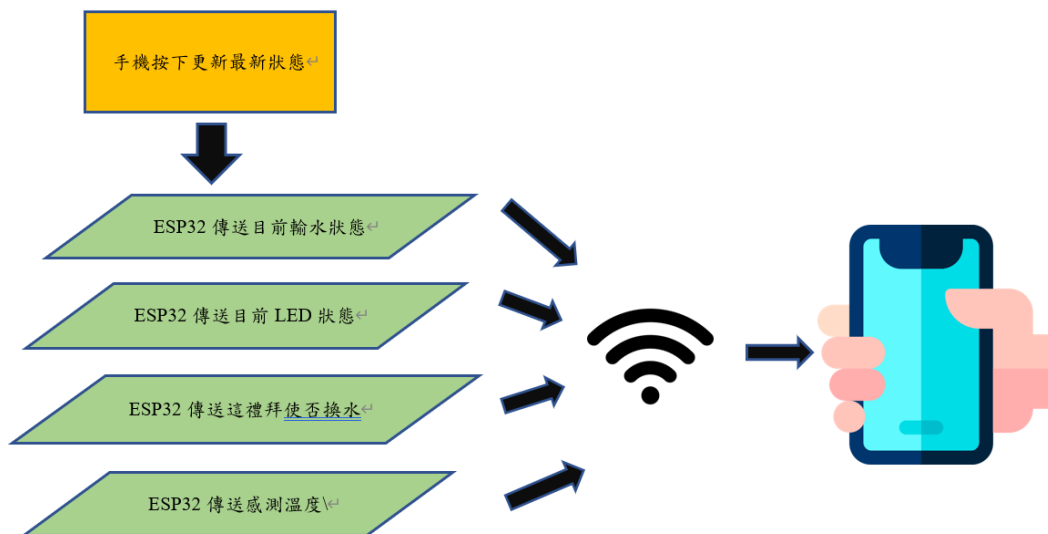 手機按下更新最新狀態↵
ESP32 傳送目前輸水狀態↵
ESP32 傳送目前 LED 狀態↵
ESP32 傳送這禮拜使否換水↵
ESP32 傳送感測溫度\↵